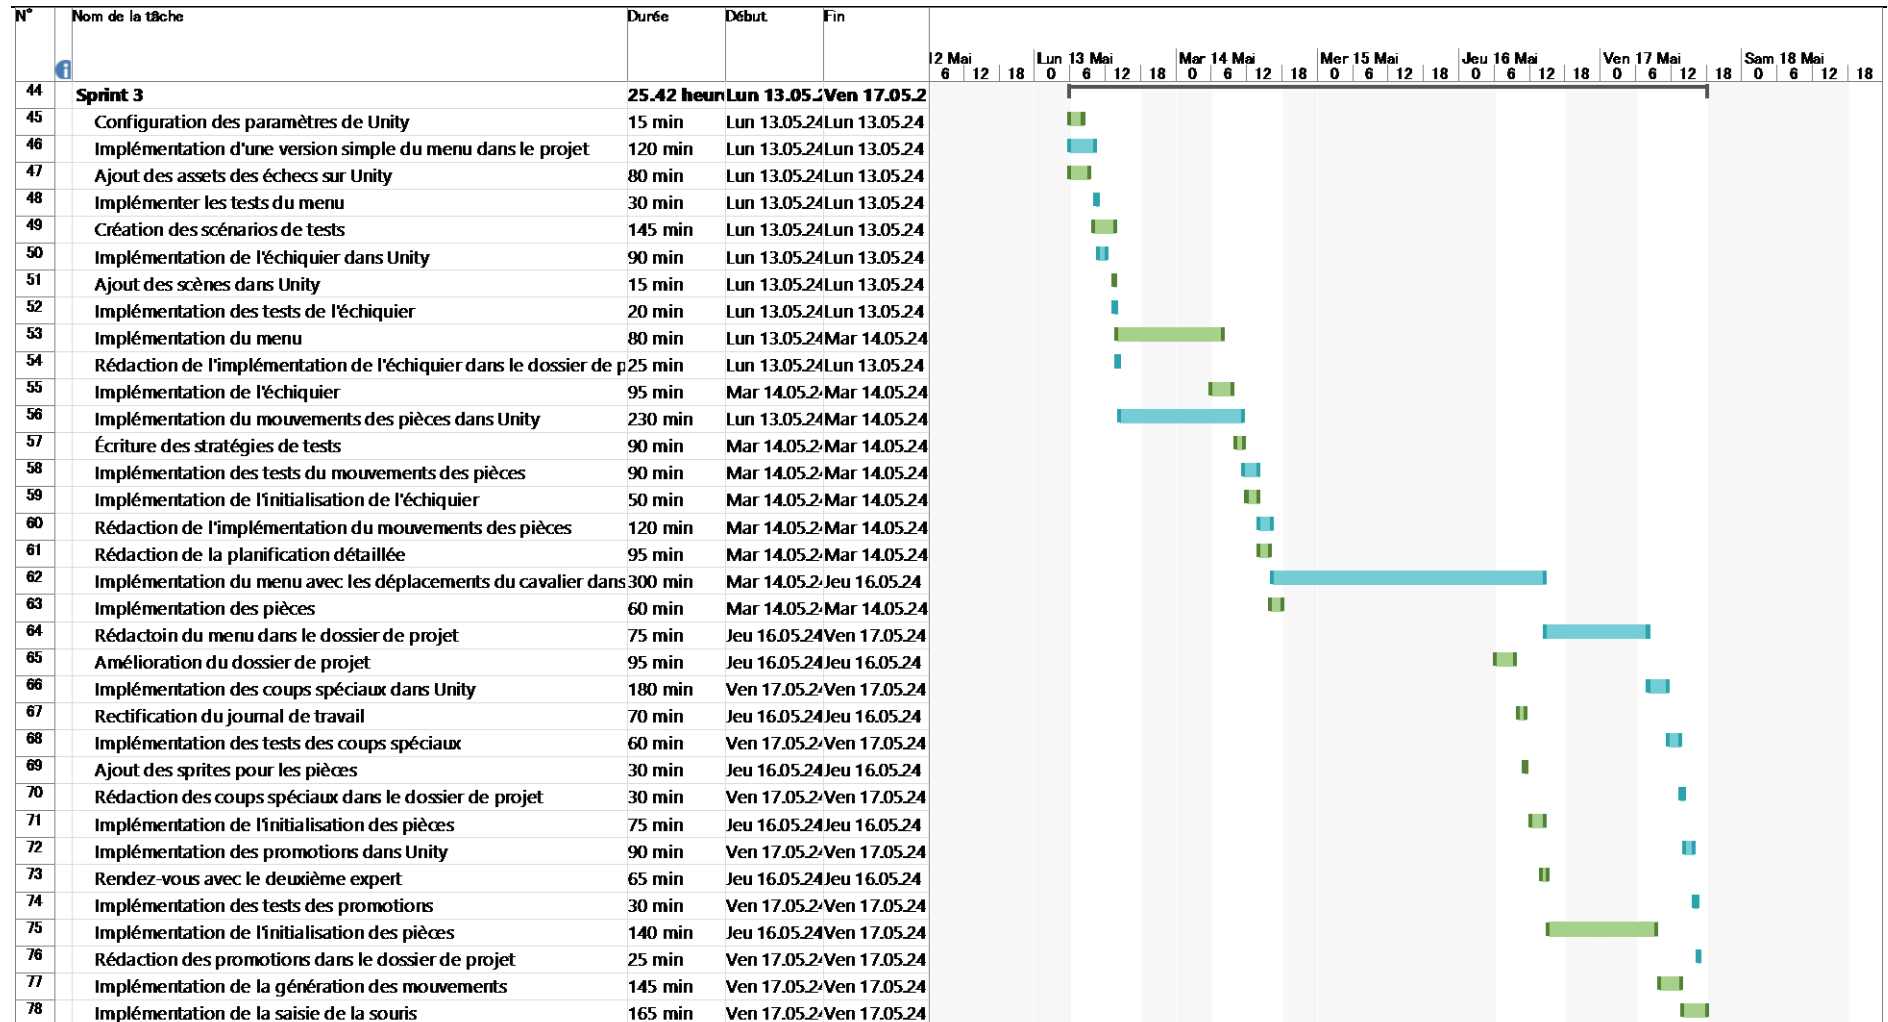 N° Nom de la tâche Durée Début Fin
12 Mai Lun 13 Mai Mar 14 Mai Mer 15 Mai Jeu 16 Mai Ven 17 Mai Sam 18 Mai
6 12 18 0 6 12 18 0 6 12 18 0 6 12 18 0 6 12 18 0 6 12 18 0 6 12 18
44 Sprint 3 25.42 heur Lun 13.05.2 Ven 17.05.2
45 Configuration des paramètres de Unity 15 min Lun 13.05.24 Lun 13.05.24
46 Implémentation d'une version simple du menu dans le projet 120 min Lun 13.05.24 Lun 13.05.24
47 Ajout des assets des échecs sur Unity 80 min Lun 13.05.24 Lun 13.05.24
48 Implémenter les tests du menu 30 min Lun 13.05.24 Lun 13.05.24
49 Création des scénarios de tests 145 min Lun 13.05.24 Lun 13.05.24
50 Implémentation de l'échiquier dans Unity 90 min Lun 13.05.24 Lun 13.05.24
51 Ajout des scènes dans Unity 15 min Lun 13.05.24 Lun 13.05.24
52 Implémentation des tests de l'échiquier 20 min Lun 13.05.24 Lun 13.05.24
53 Implémentation du menu 80 min Lun 13.05.24 Mar 14.05.24
54 Rédaction de l'implémentation de l'échiquier dans le dossier de p 25 min Lun 13.05.24 Lun 13.05.24
55 Implémentation de l'échiquier 95 min Mar 14.05.2 Mar 14.05.24
56 Implémentation du mouvements des pièces dans Unity 230 min Lun 13.05.24 Mar 14.05.24
57 Écriture des stratégies de tests 90 min Mar 14.05.2 Mar 14.05.24
58 Implémentation des tests du mouvements des pièces 90 min Mar 14.05.2 Mar 14.05.24
59 Implémentation de l'initialisation de l'échiquier 50 min Mar 14.05.2 Mar 14.05.24
60 Rédaction de l'implémentation du mouvements des pièces 120 min Mar 14.05.2 Mar 14.05.24
61 Rédaction de la planification détaillée 95 min Mar 14.05.2 Mar 14.05.24
62 Implémentation du menu avec les déplacements du cavalier dans 300 min Mar 14.05.2 Jeu 16.05.24
63 Implémentation des pièces 60 min Mar 14.05.2 Mar 14.05.24
64 Rédactoin du menu dans le dossier de projet 75 min Jeu 16.05.24 Ven 17.05.24
65 Amélioration du dossier de projet 95 min Jeu 16.05.24 Jeu 16.05.24
66 Implémentation des coups spéciaux dans Unity 180 min Ven 17.05.2 Ven 17.05.24
67 Rectification du journal de travail 70 min Jeu 16.05.24 Jeu 16.05.24
68 Implémentation des tests des coups spéciaux 60 min Ven 17.05.2 Ven 17.05.24
69 Ajout des sprites pour les pièces 30 min Jeu 16.05.24 Jeu 16.05.24
70 Rédaction des coups spéciaux dans le dossier de projet 30 min Ven 17.05.2 Ven 17.05.24
71 Implémentation de l'initialisation des pièces 75 min Jeu 16.05.24 Jeu 16.05.24
72 Implémentation des promotions dans Unity 90 min Ven 17.05.2 Ven 17.05.24
73 Rendez-vous avec le deuxième expert 65 min Jeu 16.05.24 Jeu 16.05.24
74 Implémentation des tests des promotions 30 min Ven 17.05.2 Ven 17.05.24
75 Implémentation de l'initialisation des pièces 140 min Jeu 16.05.24 Ven 17.05.24
76 Rédaction des promotions dans le dossier de projet 25 min Ven 17.05.2 Ven 17.05.24
77 Implémentation de la génération des mouvements 145 min Ven 17.05.2 Ven 17.05.24
78 Implémentation de la saisie de la souris 165 min Ven 17.05.2 Ven 17.05.24